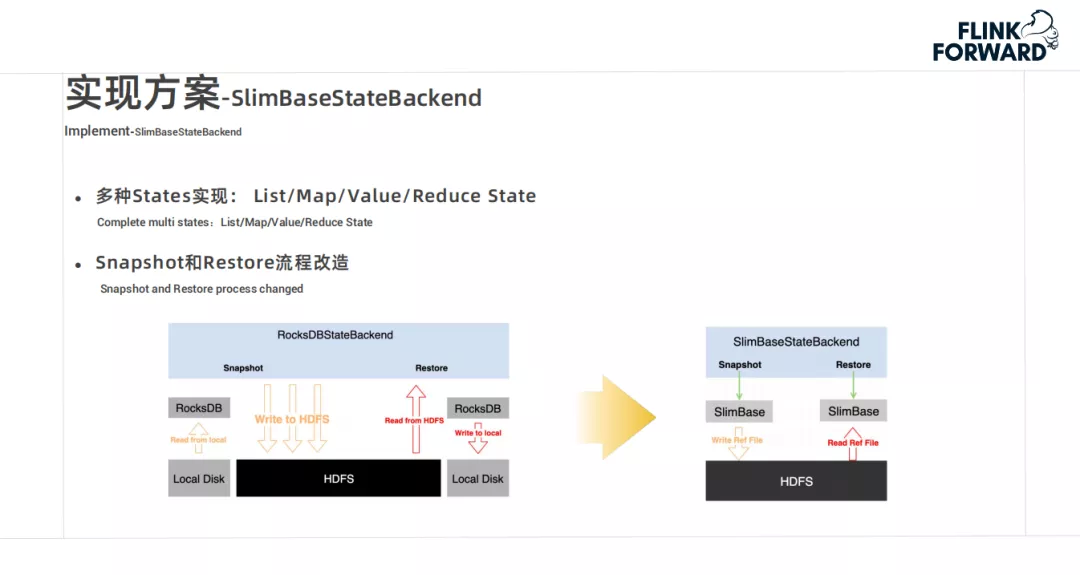 FLINK
FORWARD
实现方案-SlimBaseStateBackend
Implement-SlimBaseStateBackend
多种States实现： List/Map/Value/Reduce State
Complete multi states：List/Map/Value/Reduce State
Snapshot和Restore流程改造
Snapshot and Restore process changed
RocksDBStateBackend
Snapshot
Restore
RocksDB
Write to HDFS
Read from HDFS
RocksDB
Read from local
Write to local
Local Disk
HDFS
Local Disk
SlimBaseStateBackend
Snapshot
Restore
SlimBase
SlimBase
Write Ref File
Read Ref File
HDFS